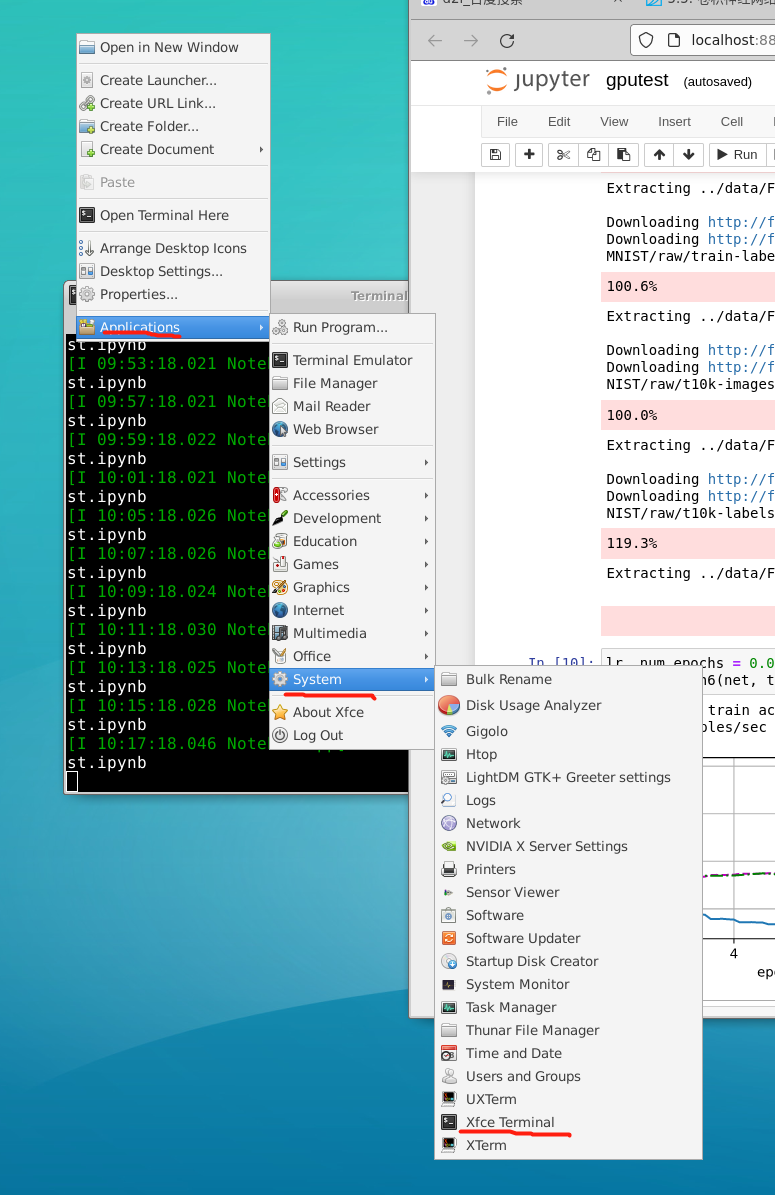 d2l_百度搜索
localhost:88
Open in New Window
Create Launcher...
Create URL Link...
Create Folder...
Create Document
Paste
Open Terminal Here
Arrange Desktop Icons
Desktop Settings...
Properties...
Applications
Terminal
st.ipynb
[I 09:53:18.021 Note
st.ipynb
[I 09:57:18.021 Note
st.ipynb
[I 09:59:18.022 Note
st.ipynb
[I 10:01:18.021 Note
st.ipynb
[I 10:05:18.026 Note
st.ipynb
[I 10:07:18.026 Note
st.ipynb
[I 10:09:18.024 Note
st.ipynb
[I 10:11:18.030 Note
st.ipynb
[I 10:13:18.025 Note
st.ipynb
[I 10:15:18.028 Note
st.ipynb
[I 10:17:18.046 Note
st.ipynb
Run Program...
Terminal Emulator
File Manager
Mail Reader
Web Browser
Settings
Accessories
Development
Education
Games
Graphics
Internet
Multimedia
Office
System
About Xfce
Log Out
Bulk Rename
Disk Usage Analyzer
Gigolo
Htop
LightDM GTK+ Greeter settings
Logs
Network
NVIDIA X Server Settings
Printers
Sensor Viewer
Software
Software Updater
Startup Disk Creator
System Monitor
Task Manager
Thunar File Manager
Time and Date
Users and Groups
UXTerm
Xfce Terminal
XTerm
jupyter gputest (autosaved)
File Edit View Insert Cell
Run
Extracting ../data/F
Downloading http://f
Downloading http://f
MNIST/raw/train-labe
100.6%
Extracting ../data/F
Downloading http://f
Downloading http://f
NIST/raw/t10k-images
100.0%
Extracting ../data/F
Downloading http://f
Downloading http://f
NIST/raw/t10k-labels
119.3%
Extracting ../data/F
In [10]: lr, num_epochs = 0.0
n6(net, t
train ac
ples/sec
4
epo